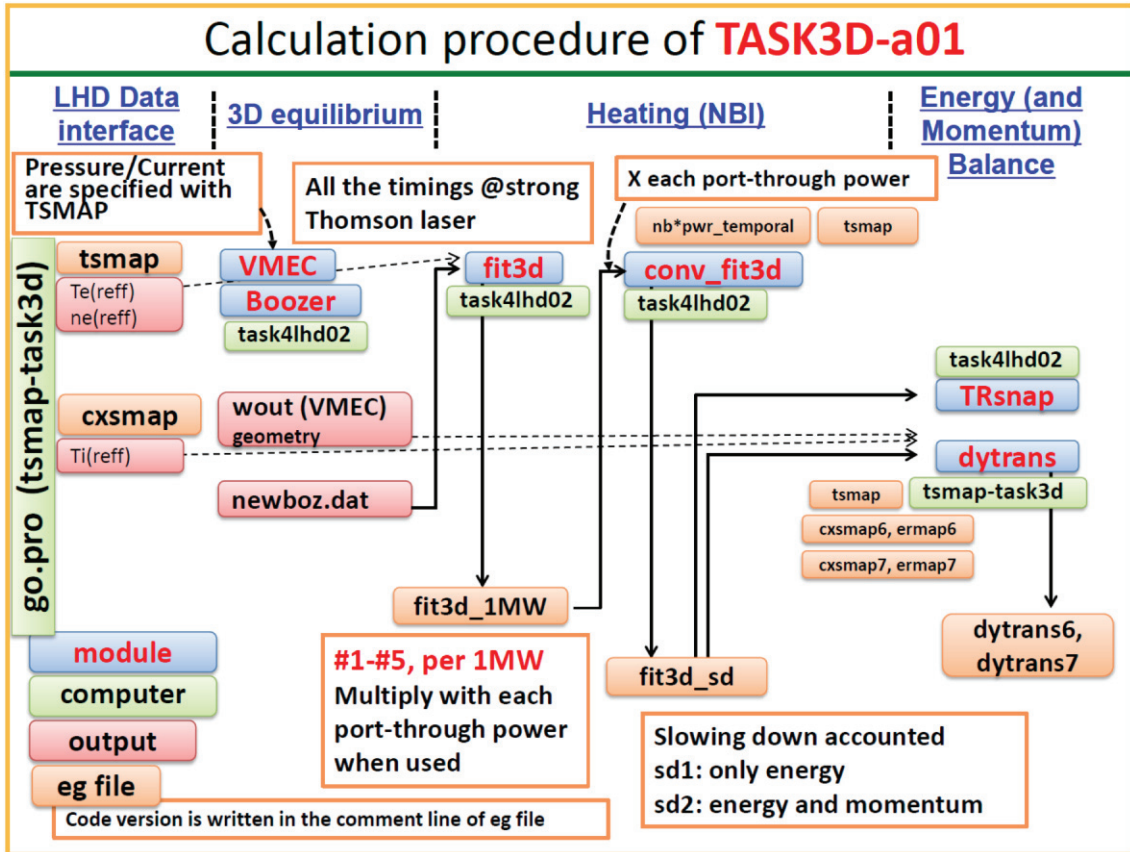 Calculation procedure of TASK3D-a01
LHD Data
interface
3D equilibrium
Heating (NBI)
Energy (and
Momentum)
Balance
Pressure/Current
are specified with
TSMAP
All the timings @strong
Thomson laser
X each port-through power
nb*pwr_temporal
tsmap
go.pro (tsmap-task3d)
tsmap
Te(reff)
ne(reff)
VMEC
Boozer
task4lhd02
fit3d
task4lhd02
conv_fit3d
task4lhd02
task4lhd02
TRsnap
cxsmap
Ti(reff)
wout (VMEC)
geometry
newboz.dat
dytrans
tsmap-task3d
tsmap
cxsmap6, ermap6
cxsmap7, ermap7
fit3d_1MW
dytrans6,
dytrans7
fit3d_sd
module
computer
output
eg file
#1-#5, per 1MW
Multiply with each
port-through power
when used
Slowing down accounted
sd1: only energy
sd2: energy and momentum
Code version is written in the comment line of eg file